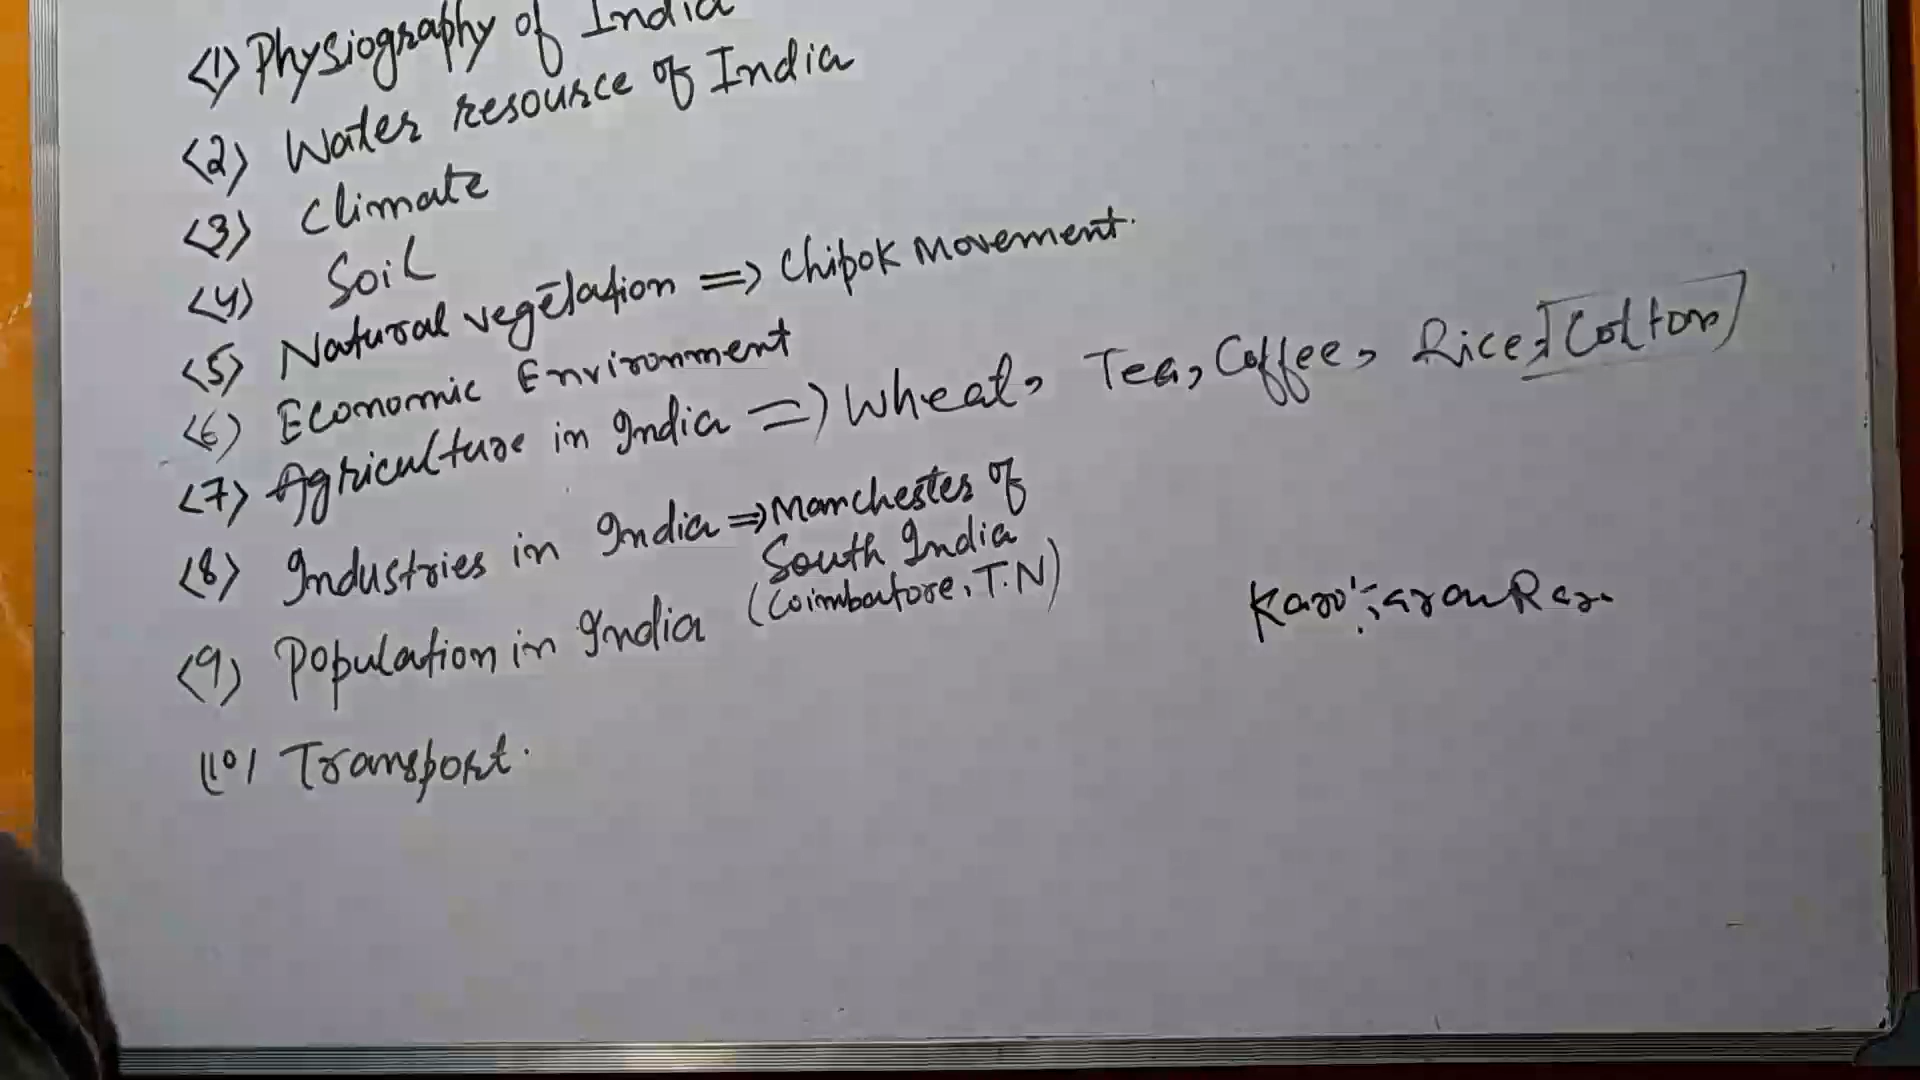 <1> Physiography of India
<2> Water resource of India
<3> Climate
<4> Soil
<5> Natural vegetation => Chipok Movement.
<6> Economic Environment
<7> Agriculture in India => Wheat, Tea, Coffee, Rice, Cotton
<8> Industries in India => Manchester of
South India
(Coimbatore, T.N)
<9> Population in India
(10) Transport.